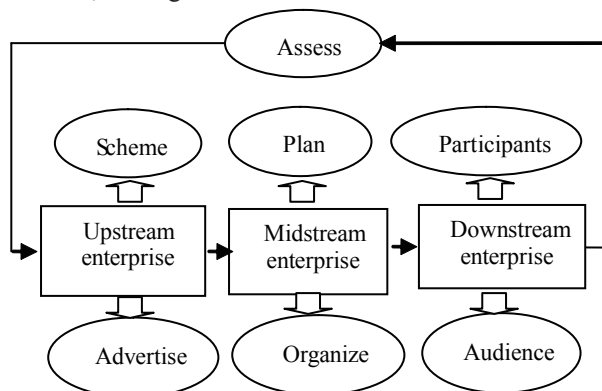 Assess
Scheme
Plan
Participants
Upstream
enterprise
Midstream
enterprise
Downstream
enterprise
Advertise
Organize
Audience